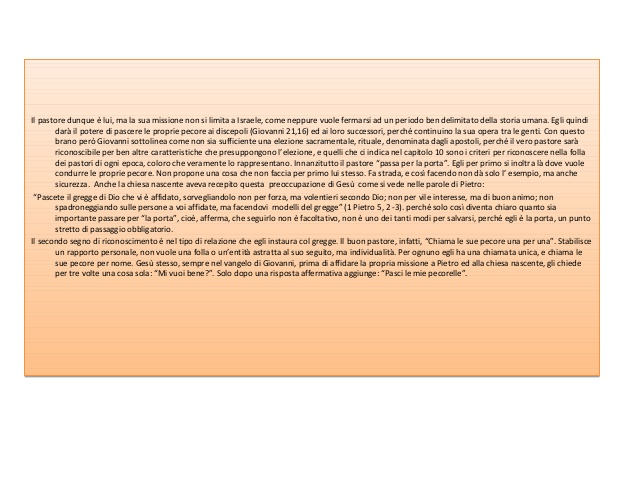 Il pastore dunque è lui, ma la sua missione non si limita a Israele, come neppure vuole fermarsi ad un periodo ben delimitato della storia umana. Egli quindi
darà il potere di pascere le proprie pecore ai discepoli (Giovanni 21,16) ed ai loro successori, perché continuino la sua opera tra le genti. Con questo
brano però Giovanni sottolinea come non sia sufficiente una elezione sacramentale, rituale, denominata dagli apostoli, perché il vero pastore sarà
riconoscibile per ben altre caratteristiche che presuppongono l'elezione, e quelli che ci indica nel capitolo 10 sono i criteri per riconoscere nella folla
dei pastori di ogni epoca, coloro che veramente lo rappresentano. Innanzitutto il pastore "passa per la porta". Egli per primo si inoltra là dove vuole
condurre le proprie pecore. Non propone una cosa che non faccia per primo lui stesso. Fa strada, e così facendo non dà solo l' esempio, ma anche
sicurezza. Anche la chiesa nascente aveva recepito questa preoccupazione di Gesù come si vede nelle parole di Pietro:
"Pascete il gregge di Dio che vi è affidato, sorvegliandolo non per forza, ma volentieri secondo Dio; non per vile interesse, ma di buon animo; non
spadroneggiando sulle persone a voi affidate, ma facendovi modelli del gregge" (1 Pietro 5, 2 -3). perché solo così diventa chiaro quanto sia
importante passare per "la porta", cioè, afferma, che seguirlo non è facoltativo, non è uno dei tanti modi per salvarsi, perché egli è la porta, un punto
stretto di passaggio obbligatorio.
Il secondo segno di riconoscimento è nel tipo di relazione che egli instaura col gregge. Il buon pastore, infatti, "Chiama le sue pecore una per una". Stabilisce
un rapporto personale, non vuole una folla o un'entità astratta al suo seguito, ma individualità. Per ognuno egli ha una chiamata unica, e chiama le
sue pecore per nome. Gesù stesso, sempre nel vangelo di Giovanni, prima di affidare la propria missione a Pietro ed alla chiesa nascente, gli chiede
per tre volte una cosa sola: "Mi vuoi bene?". Solo dopo una risposta affermativa aggiunge: "Pasci le mie pecorelle".